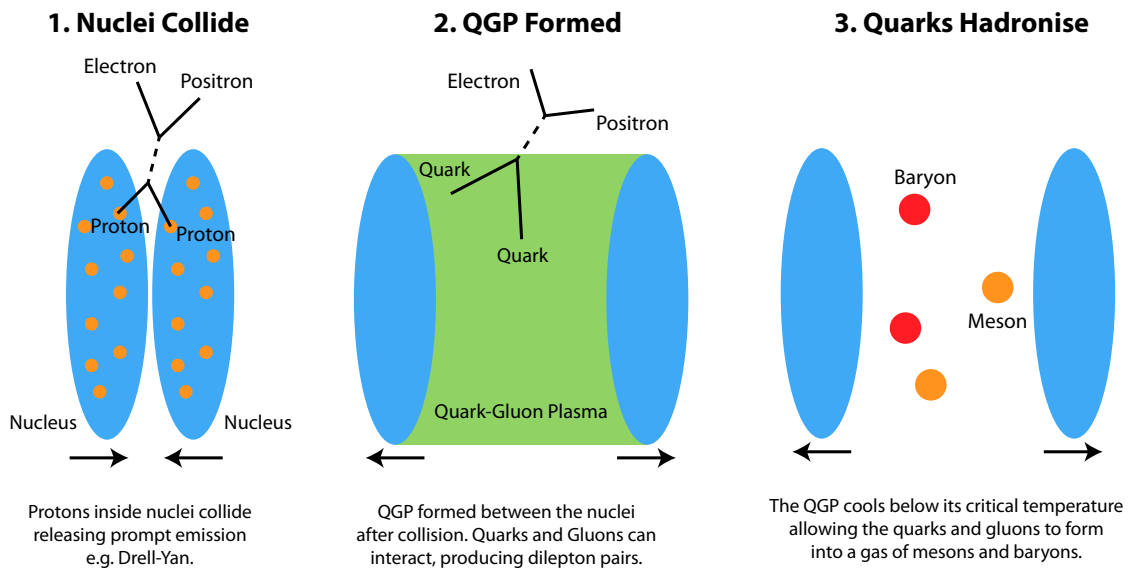 1. Nuclei Collide
Electron
Positron
Proton
Proton
Nucleus
Nucleus
Protons inside nuclei collide
releasing prompt emission
e.g. Drell-Yan.
2. QGP Formed
Electron
Positron
Quark
Quark
Quark-Gluon Plasma
QGP formed between the nuclei
after collision. Quarks and Gluons can
interact, producing dilepton pairs.
3. Quarks Hadronise
Baryon
Meson
The QGP cools below its critical temperature
allowing the quarks and gluons to form
into a gas of mesons and baryons.